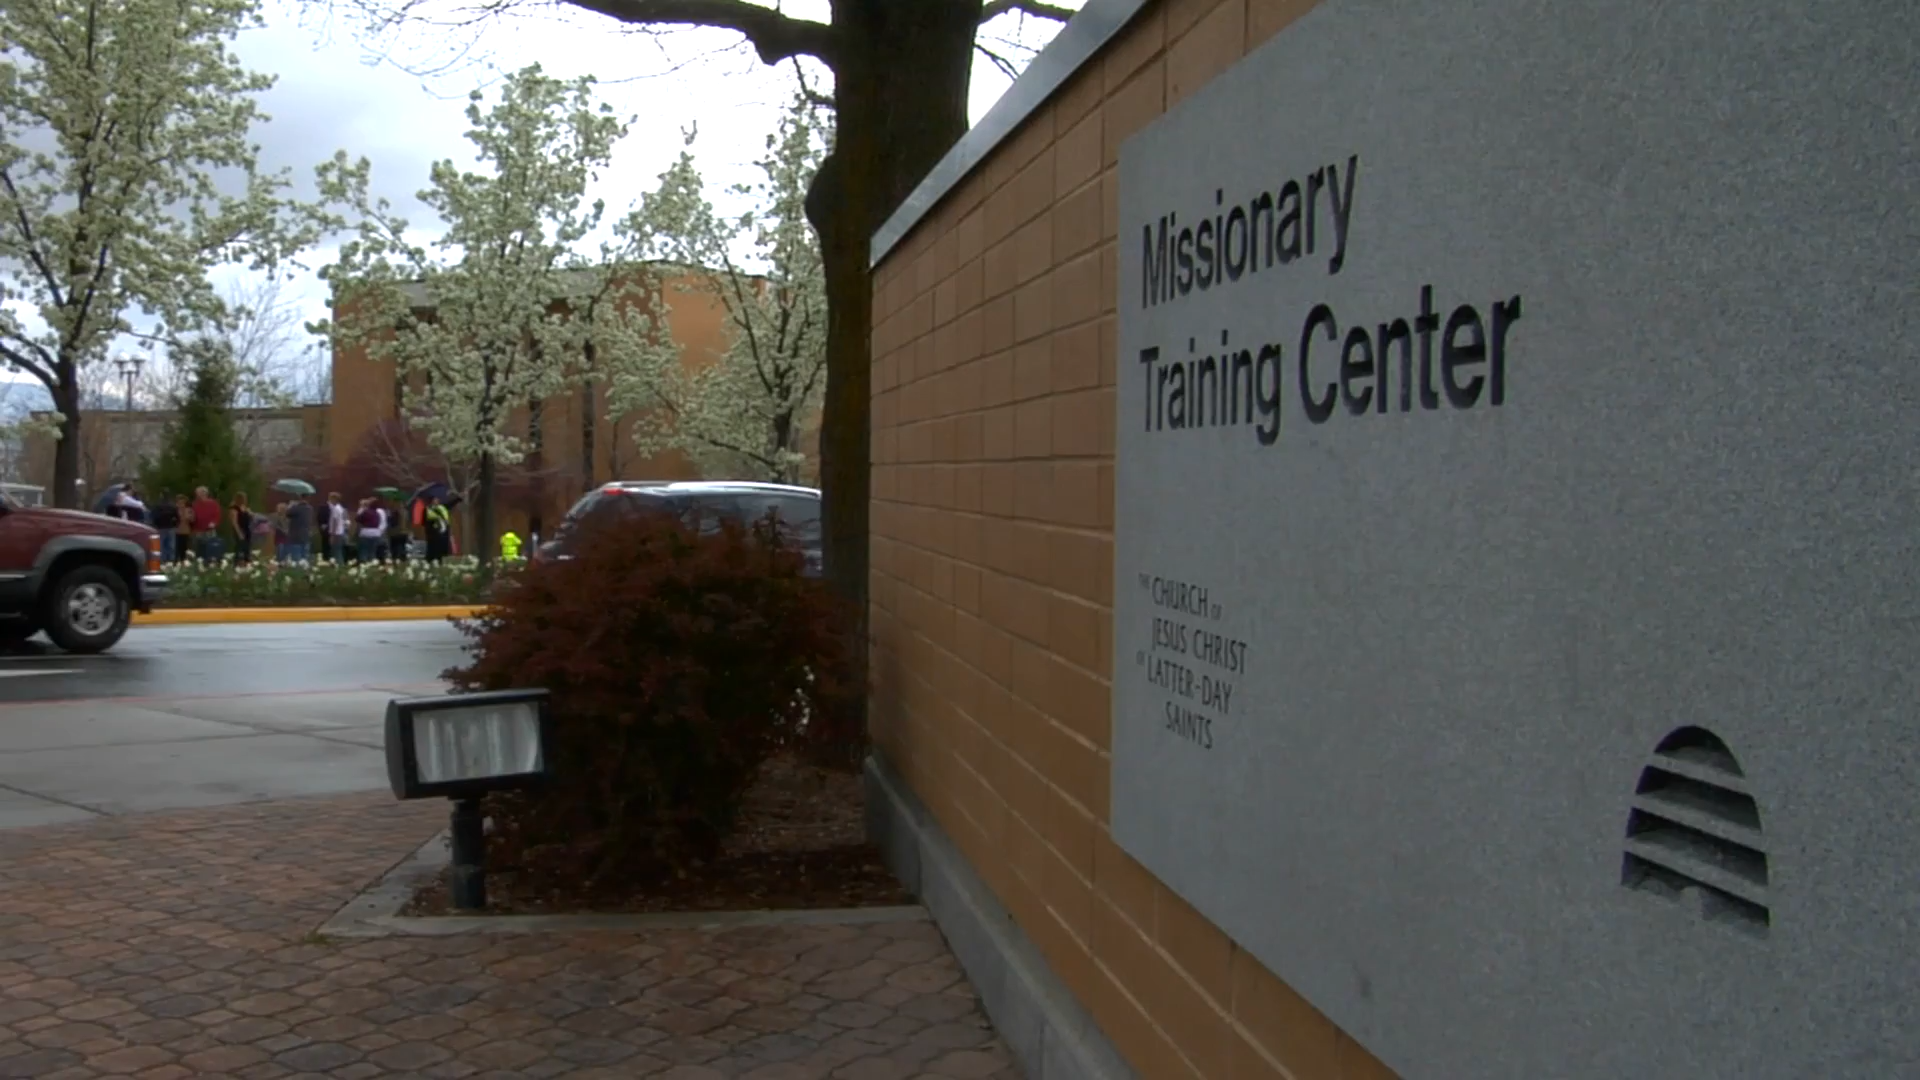 Missionary
Training Center
THE CHURCH OF
JESUS CHRIST
OF LATTER-DAY
SAINTS